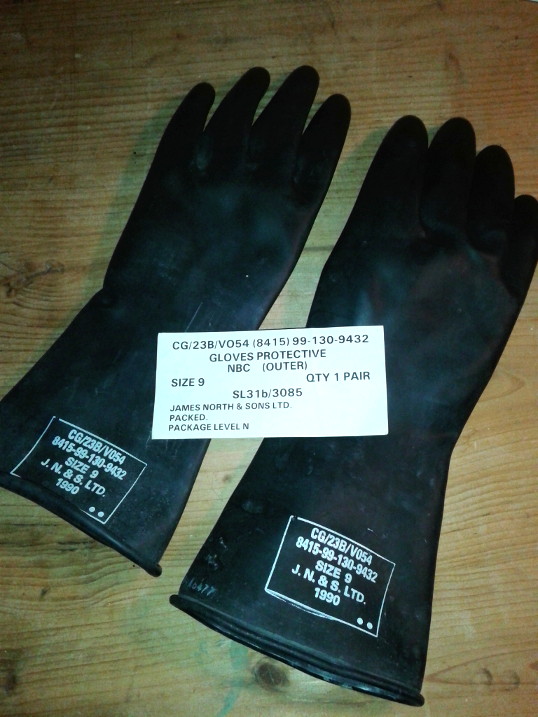 CG/23B/VO54 (8415) 99-130-9432
GLOVES PROTECTIVE
NBC (OUTER)
SIZE 9 QTY 1 PAIR
SL31b/3085
JAMES NORTH & SONS LTD.
PACKED.
PACKAGE LEVEL N
CG/23B/V054
8415-99-130-9432
SIZE 9
J. N. & S. LTD.
1990
CG/23B/V054
8415-99-130-9432
SIZE 9
J. N. & S. LTD.
1990